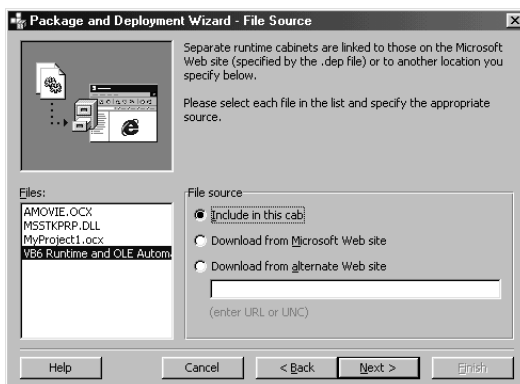 Package and Deployment Wizard - File Source
Separate runtime cabinets are linked to those on the Microsoft
Web site (specified by the .dep file) or to another location you
specify below.
Please select each file in the list and specify the appropriate
source.
Files:
AMOVIE.OCX
MSSTKPRP.DLL
MyProject1.ocx
VB6 Runtime and OLE Autom
File source
Include in this cab
Download from Microsoft Web site
Download from alternate Web site
(enter URL or UNC)
Help
Cancel
< Back
Next >
Finish